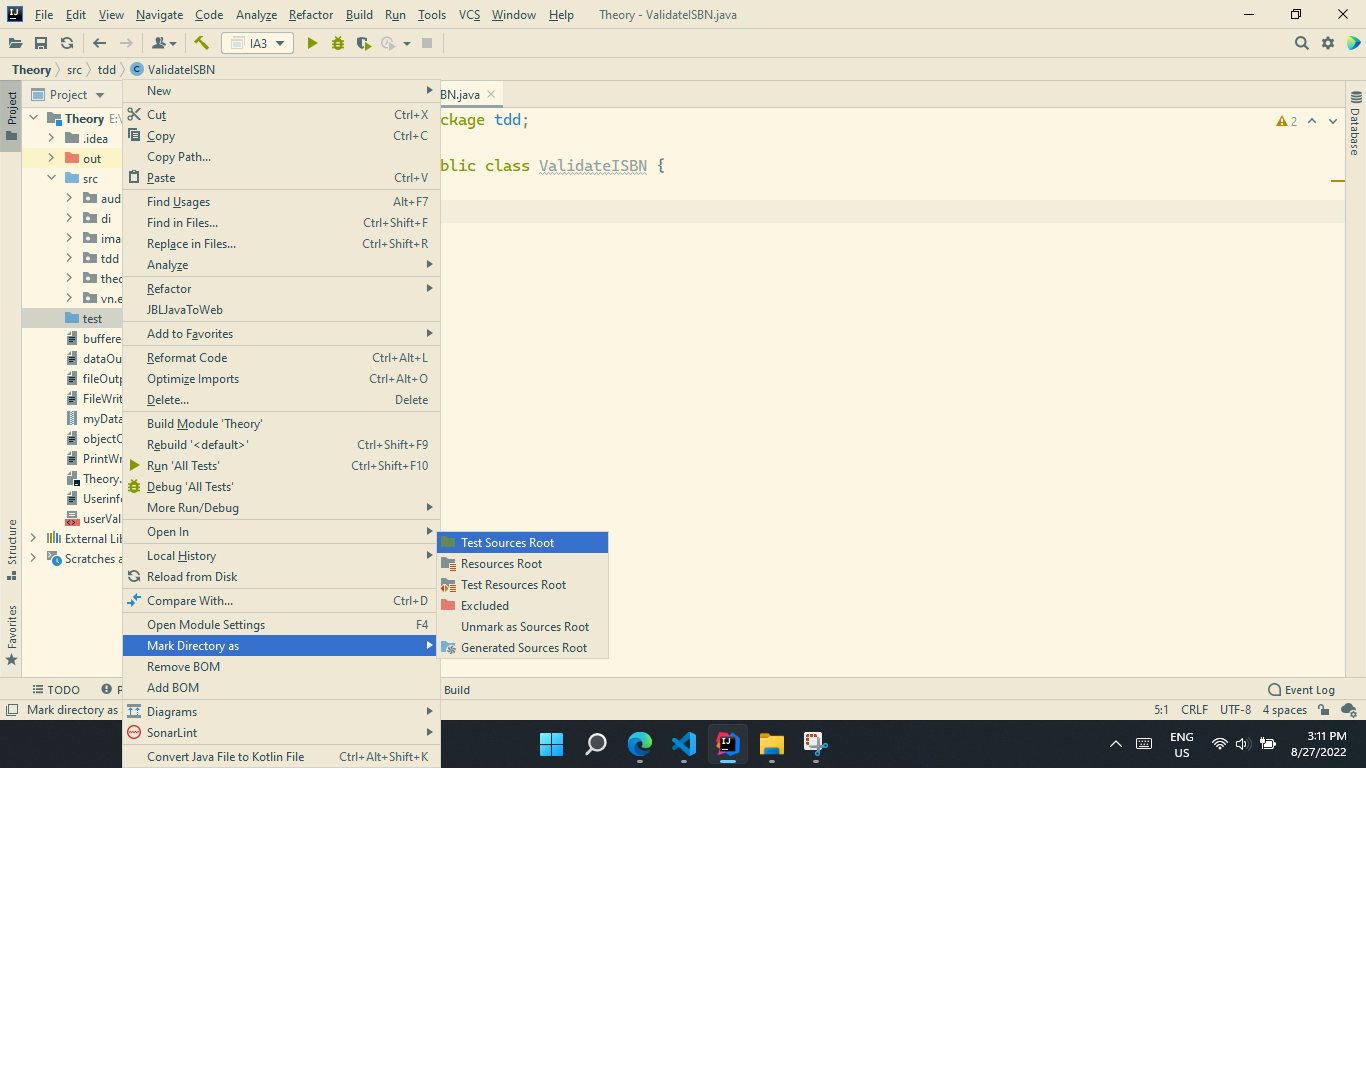 File Edit View Navigate Code Analyze Refactor Build Run Tools VCS Window Help Theory - ValidateISBN.java
IA3
Theory src tdd ValidateISBN
Project
BN.java
Theory E:\
.idea
out
src
aud
di
ima
tdd
theo
vn.e
test
buffere
dataOu
fileOutp
FileWrit
myData
objectO
PrintWr
Theory.
Userinfo
userVal
External Lib
Scratches a
Project
Structure
Favorites
New
Cut Ctrl+X
Copy Ctrl+C
Copy Path...
Paste Ctrl+V
Find Usages Alt+F7
Find in Files... Ctrl+Shift+F
Replace in Files... Ctrl+Shift+R
Analyze
Refactor
JBLJavaToWeb
Add to Favorites
Reformat Code Ctrl+Alt+L
Optimize Imports Ctrl+Alt+O
Delete... Delete
Build Module 'Theory'
Rebuild '<default>' Ctrl+Shift+F9
Run 'All Tests' Ctrl+Shift+F10
Debug 'All Tests'
More Run/Debug
Open In
Local History
Reload from Disk
Compare With... Ctrl+D
Open Module Settings F4
Mark Directory as
Remove BOM
Add BOM
Diagrams
SonarLint
Convert Java File to Kotlin File Ctrl+Alt+Shift+K
Test Sources Root
Resources Root
Test Resources Root
Excluded
Unmark as Sources Root
Generated Sources Root
ckage tdd;
blic class ValidateISBN {
2
Database
TODO P Build Event Log
Mark directory as 5:1 CRLF UTF-8 4 spaces
ENG
US
3:11 PM
8/27/2022